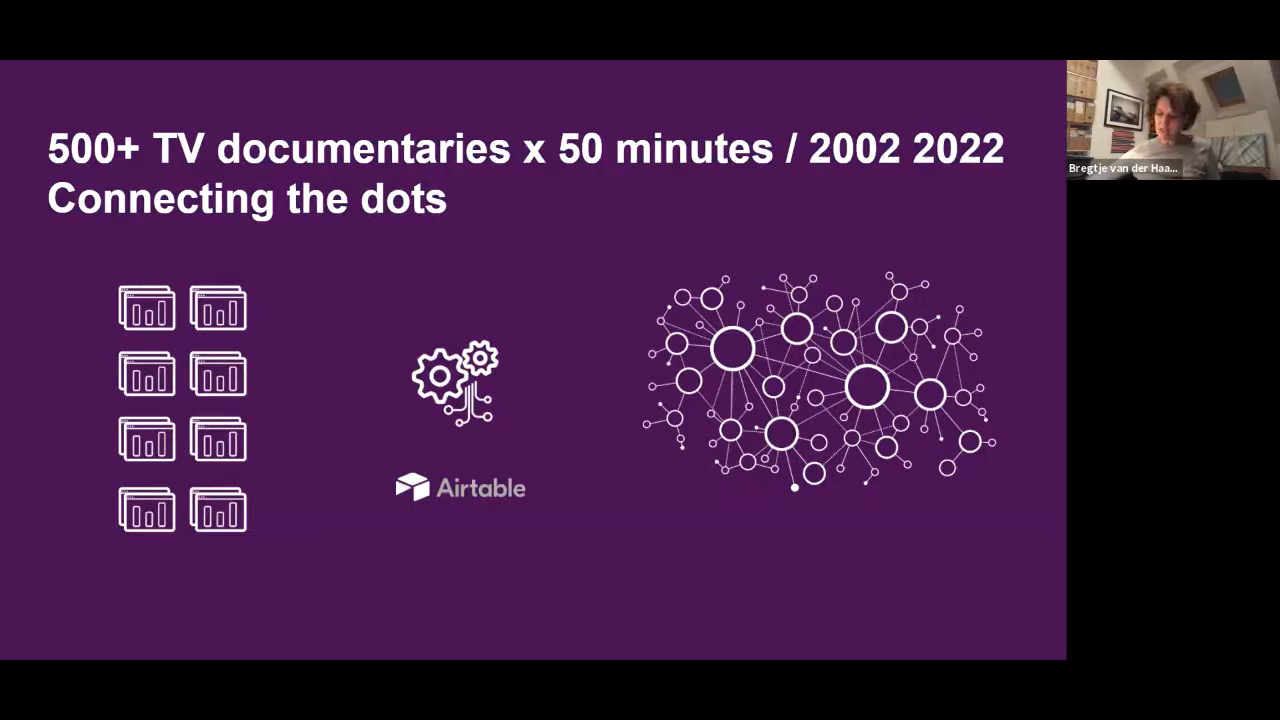 500+ TV documentaries x 50 minutes / 2002 2022
Connecting the dots
Bregtje van der Haa...
Airtable